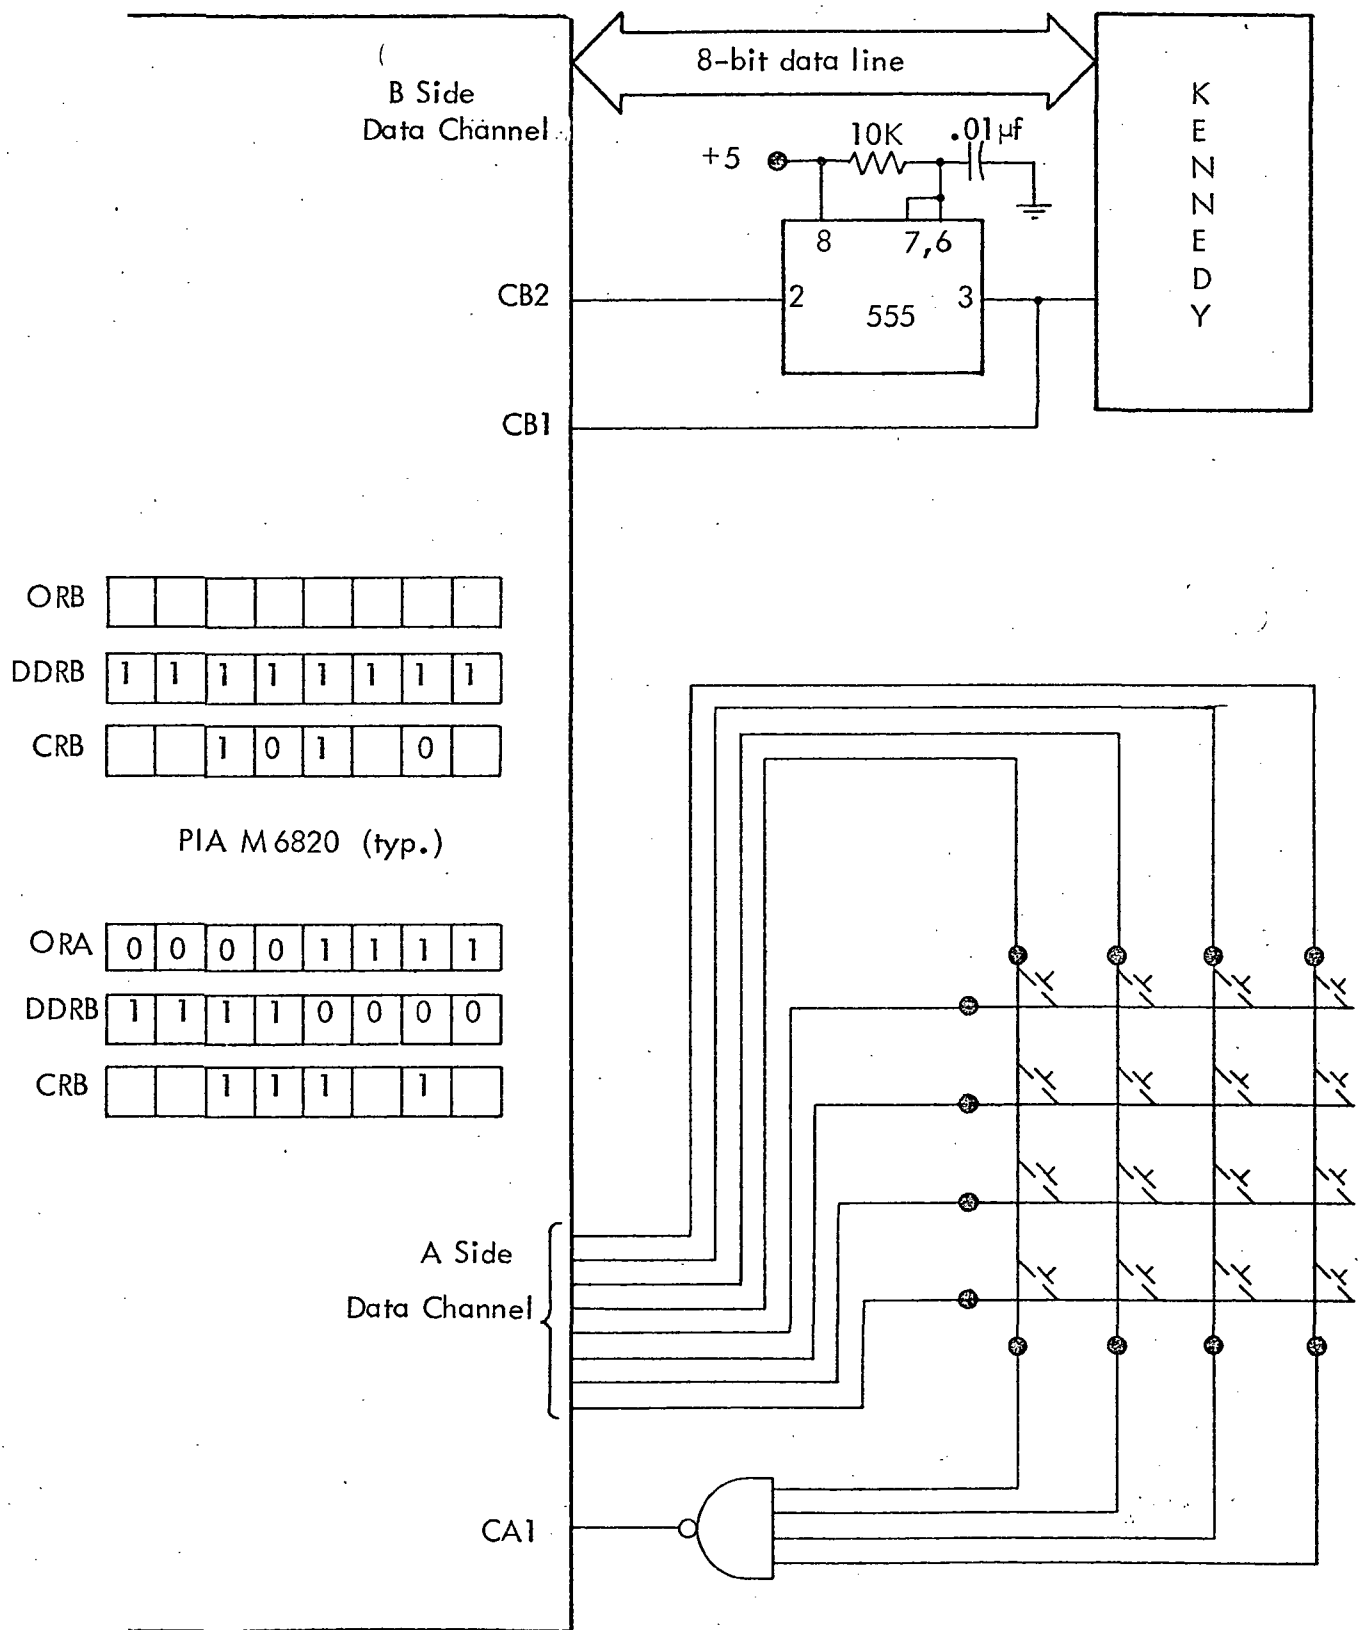 8-bit data line
B Side
Data Channel
KENNEDY
+5
10K
.01µf
8
7,6
CB2
2
555
3
CB1
ORB
DDRB 1 1 1 1 1 1 1 1
CRB 1 0 1 0
PIA M6820 (typ.)
ORA 0 0 0 0 1 1 1 1
DDRB 1 1 1 1 0 0 0 0
CRB 1 1 1 1
A Side
Data Channel
CA1